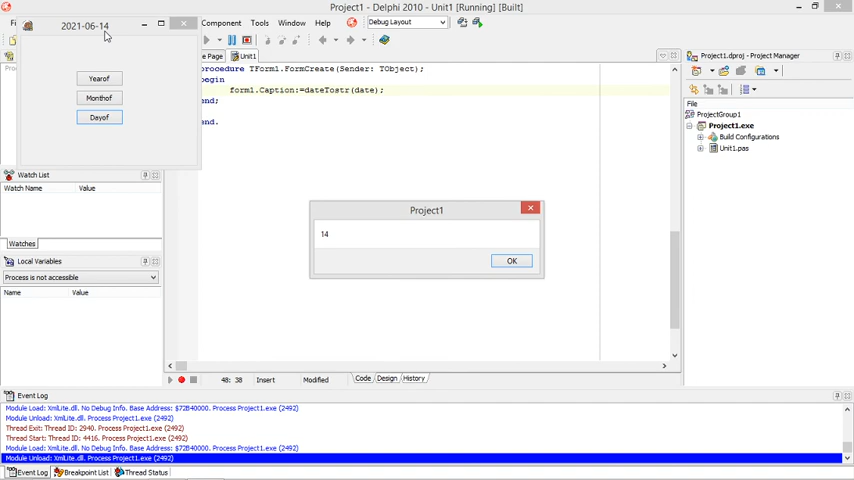 Project1 - Delphi 2010 - Unit1 [Running] [Built]
2021-06-14
Component Tools Window Help
Debug Layout
Yearof
Monthof
Dayof
Page
Unit1
procedure TForm1.FormCreate(Sender: TObject);
begin
form1.Caption:=dateTostr(date);
end;
end.
Project1.dproj - Project Manager
File
ProjectGroup1
Project1.exe
Build Configurations
Unit1.pas
Watch List
Watch Name Value
Watches
Local Variables
Process is not accessible
Name Value
Project1
14
OK
48: 38 Insert Modified Code Design History
Event Log
Module Load: XmlLite.dll. No Debug Info. Base Address: $72B40000. Process Project1.exe (2492)
Module Unload: XmlLite.dll. Process Project1.exe (2492)
Thread Exit: Thread ID: 2940. Process Project1.exe (2492)
Thread Start: Thread ID: 4416. Process Project1.exe (2492)
Module Load: XmlLite.dll. No Debug Info. Base Address: $72B40000. Process Project1.exe (2492)
Module Unload: XmlLite.dll. Process Project1.exe (2492)
Event Log Breakpoint List Thread Status